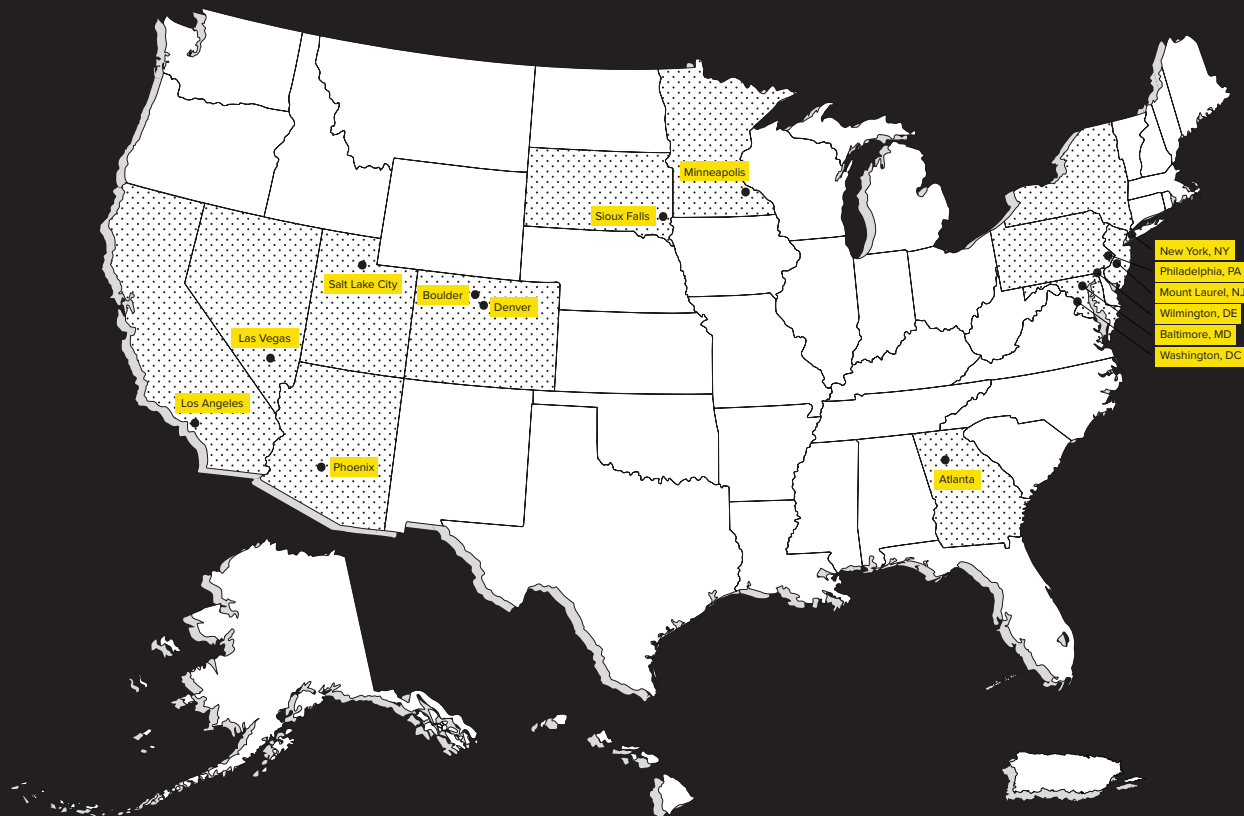 Minneapolis
Sioux Falls
New York, NY
Philadelphia, PA
Salt Lake City
Mount Laurel, NJ
Boulder
Denver
Wilmington, DE
Las Vegas
Baltimore, MD
Washington, DC
Los Angeles
Phoenix
Atlanta